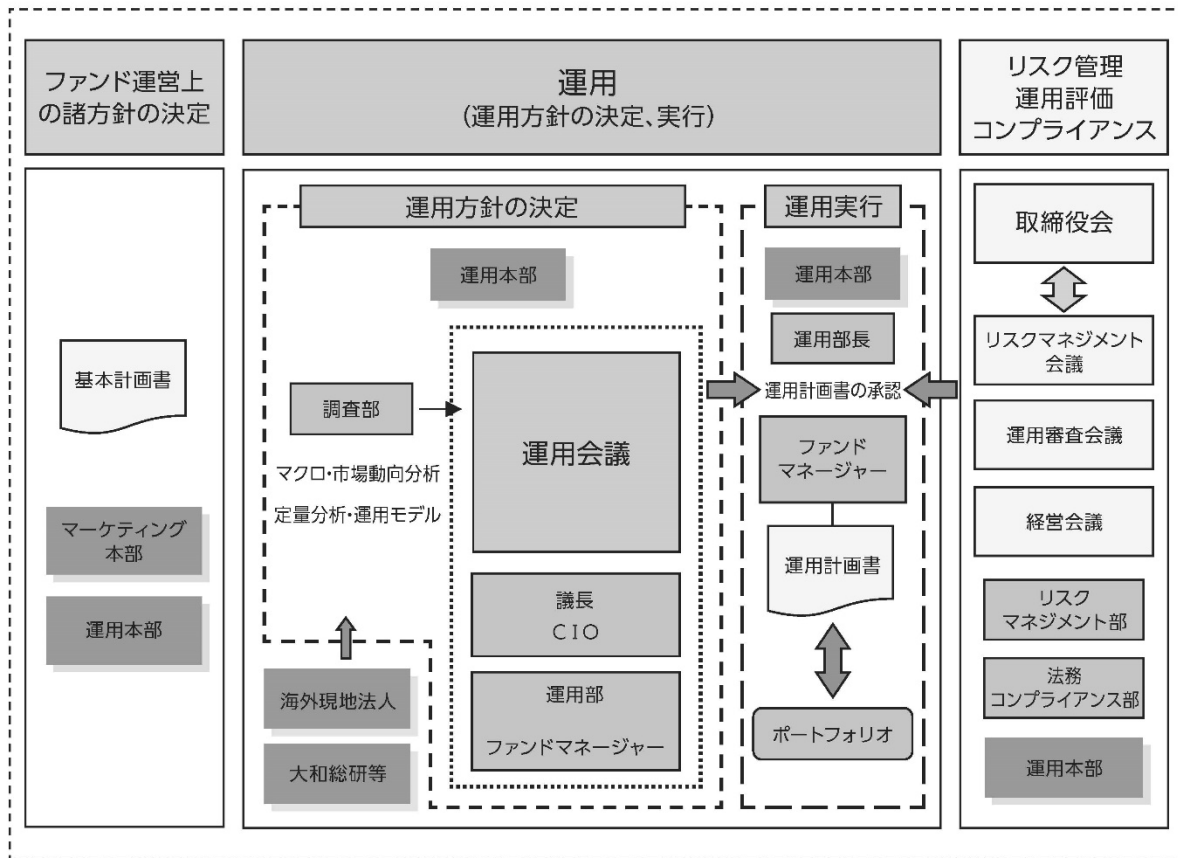 ファンド運営上
の諸方針の決定
運用
(運用方針の決定、実行)
リスク管理
運用評価
コンプライアンス
基本計画書
マーケティング
本部
運用本部
運用方針の決定
運用本部
調査部
マクロ・市場動向分析
定量分析・運用モデル
運用会議
議長
CIO
運用部
ファンドマネージャー
海外現地法人
大和総研等
運用実行
運用本部
運用部長
運用計画書の承認
ファンド
マネージャー
運用計画書
ポートフォリオ
取締役会
リスクマネジメント
会議
運用審査会議
経営会議
リスク
マネジメント部
法務
コンプライアンス部
運用本部